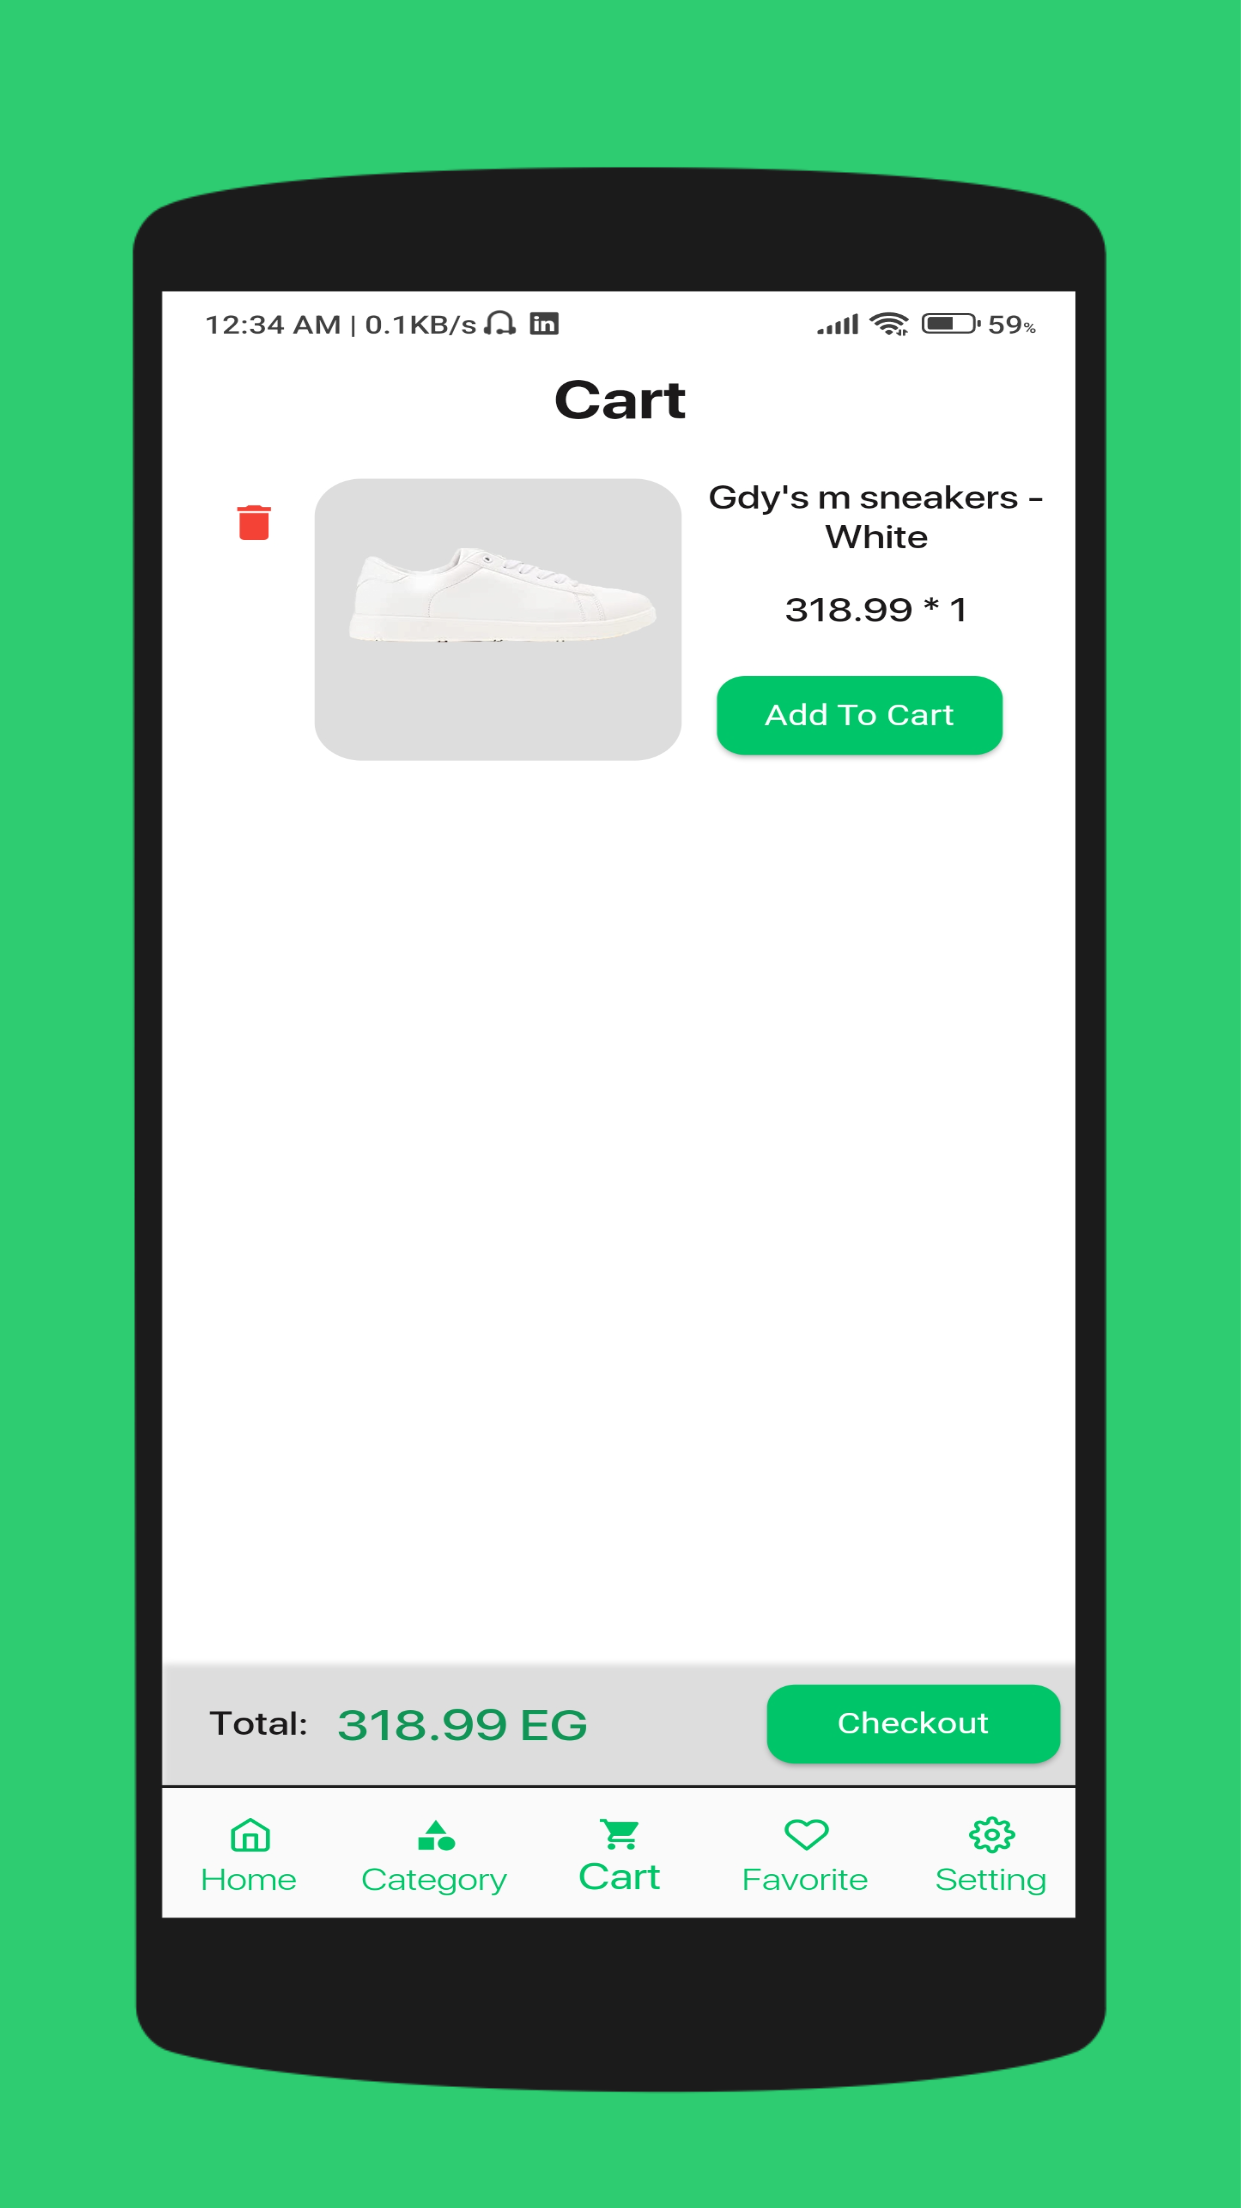 12:34 AM | 0.1KB/s in 59%
Cart
Gdy's m sneakers -
White
318.99 * 1
Add To Cart
Total: 318.99 EG Checkout
Home Category Cart Favorite Setting